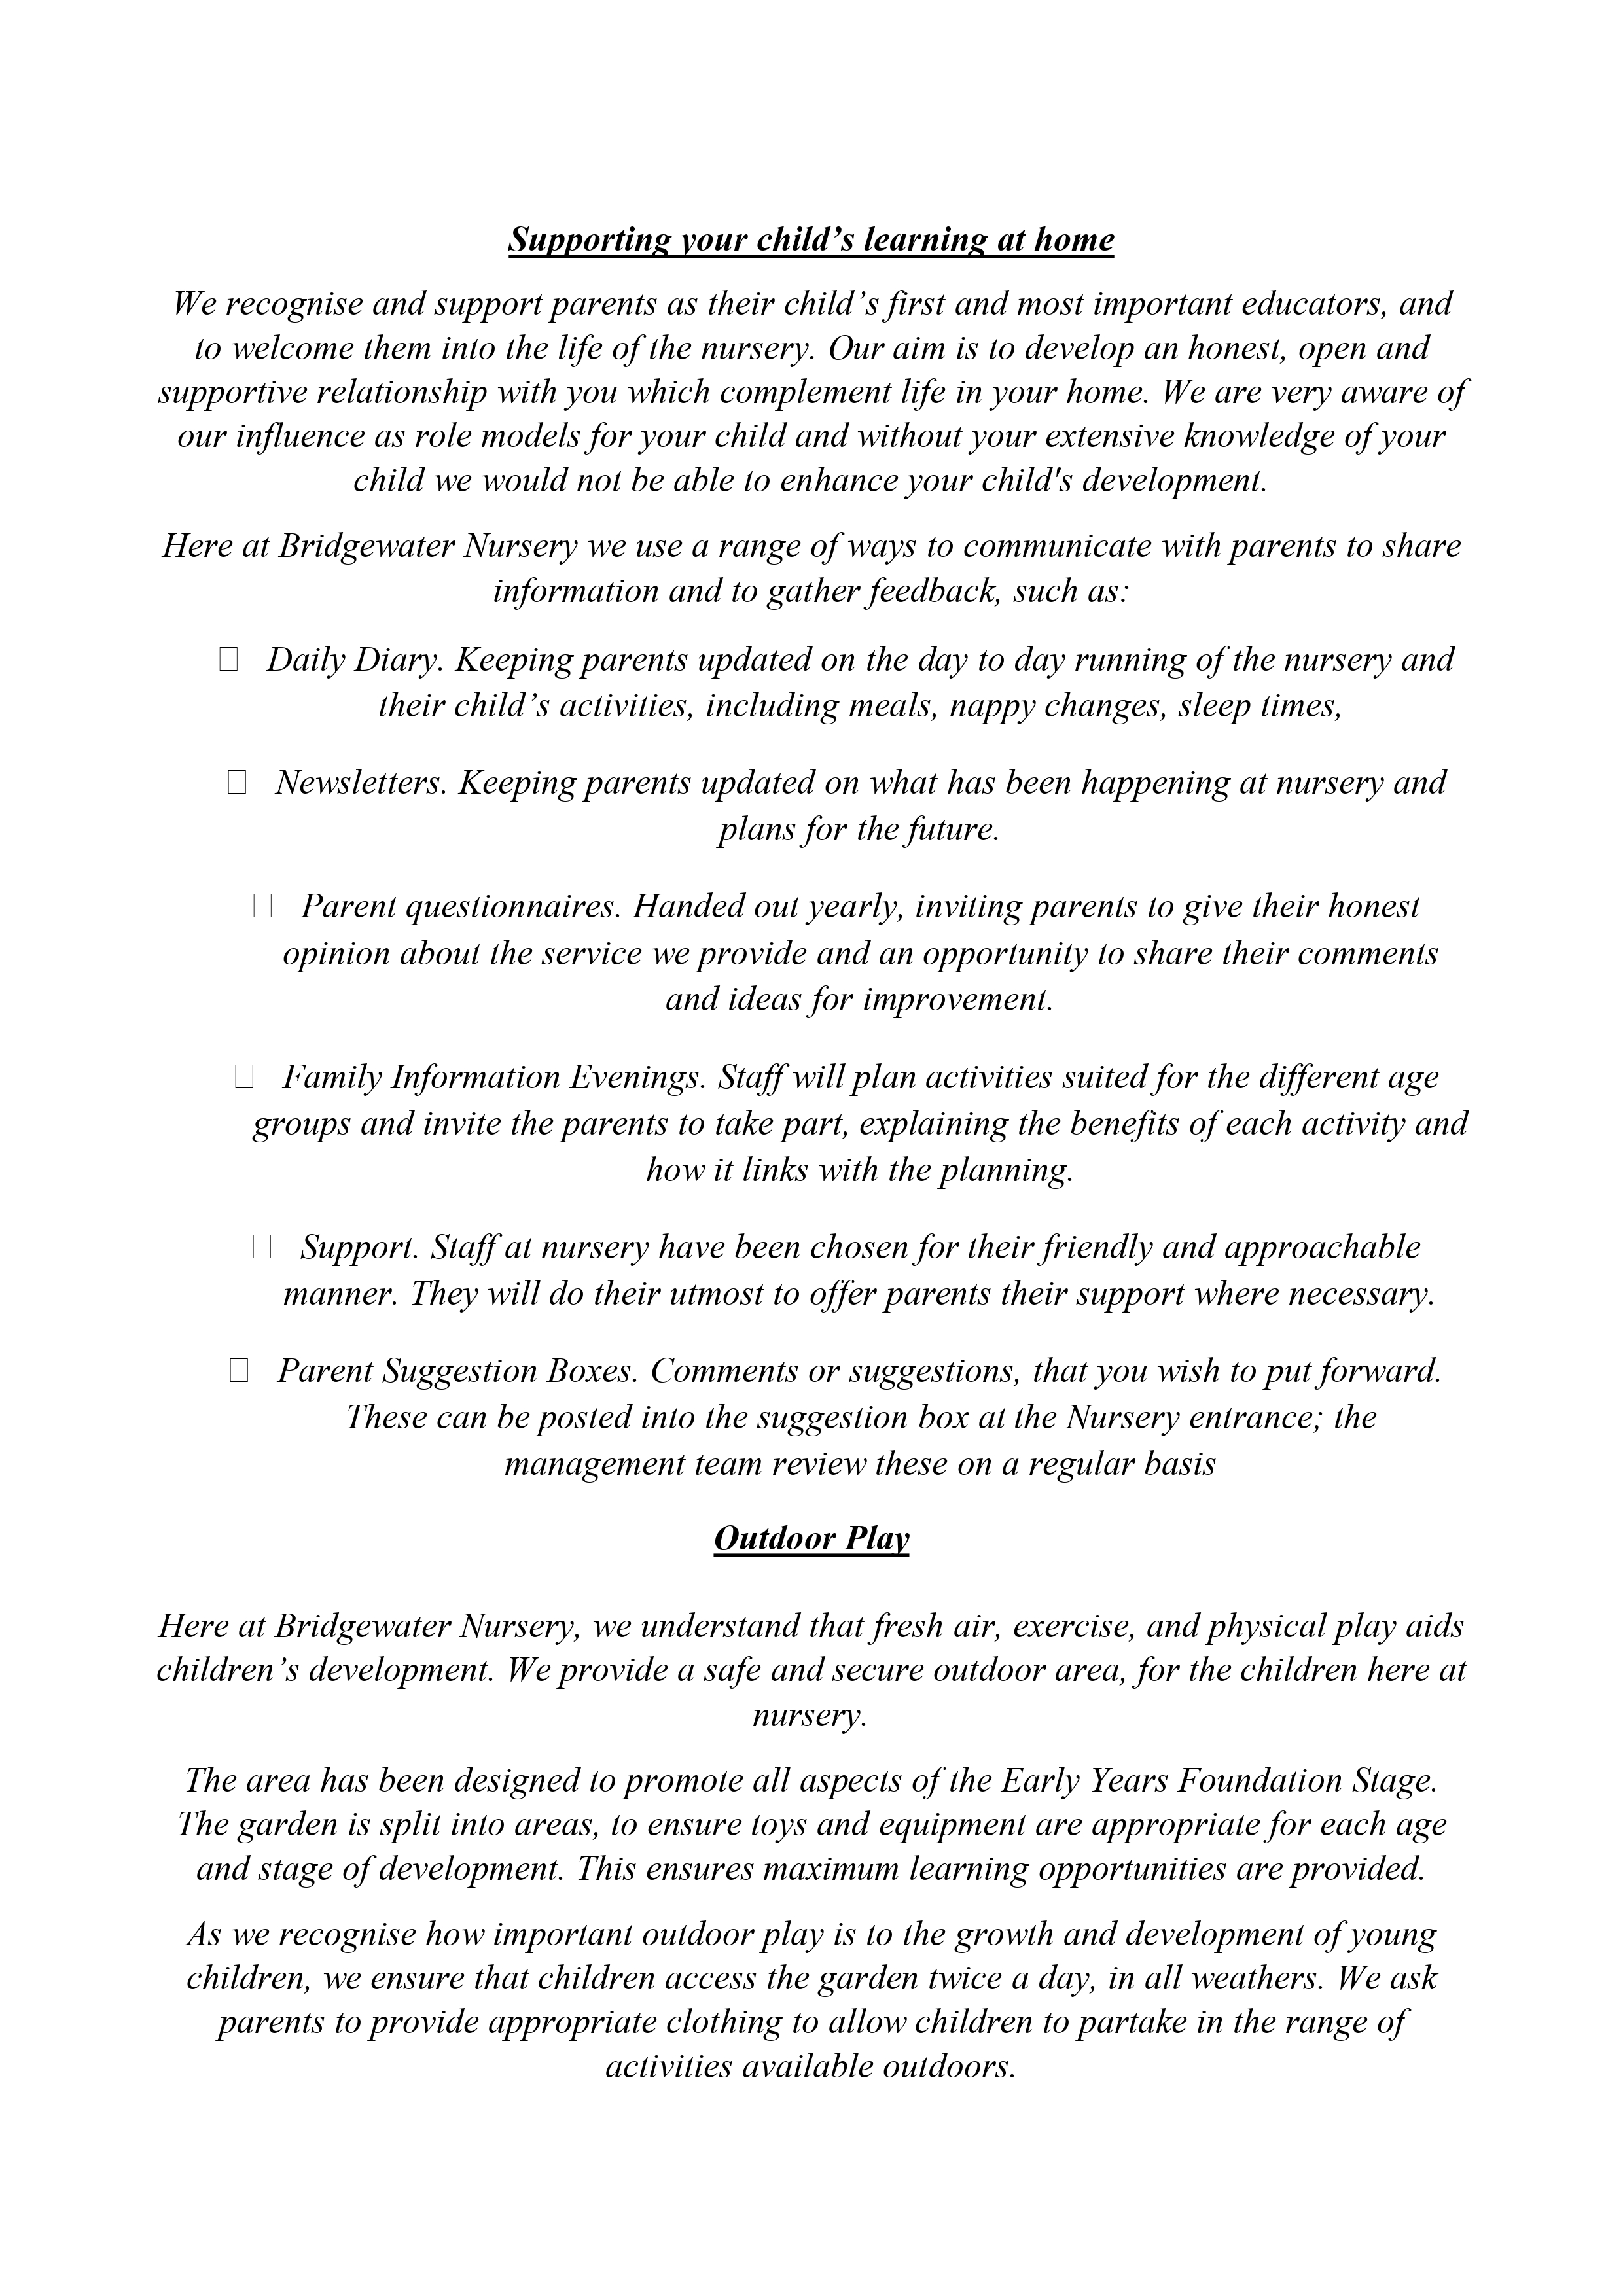 Supporting your child’s learning at home
We recognise and support parents as their child’s first and most important educators, and
to welcome them into the life of the nursery. Our aim is to develop an honest, open and
supportive relationship with you which complement life in your home. We are very aware of
our influence as role models for your child and without your extensive knowledge of your
child we would not be able to enhance your child's development.
Here at Bridgewater Nursery we use a range of ways to communicate with parents to share
information and to gather feedback, such as:
Daily Diary. Keeping parents updated on the day to day running of the nursery and
their child’s activities, including meals, nappy changes, sleep times,
Newsletters. Keeping parents updated on what has been happening at nursery and
plans for the future.
Parent questionnaires. Handed out yearly, inviting parents to give their honest
opinion about the service we provide and an opportunity to share their comments
and ideas for improvement.
Family Information Evenings. Staff will plan activities suited for the different age
groups and invite the parents to take part, explaining the benefits of each activity and
how it links with the planning.
Support. Staff at nursery have been chosen for their friendly and approachable
manner. They will do their utmost to offer parents their support where necessary.
Parent Suggestion Boxes. Comments or suggestions, that you wish to put forward.
These can be posted into the suggestion box at the Nursery entrance; the
management team review these on a regular basis
Outdoor Play
Here at Bridgewater Nursery, we understand that fresh air, exercise, and physical play aids
children’s development. We provide a safe and secure outdoor area, for the children here at
nursery.
The area has been designed to promote all aspects of the Early Years Foundation Stage.
The garden is split into areas, to ensure toys and equipment are appropriate for each age
and stage of development. This ensures maximum learning opportunities are provided.
As we recognise how important outdoor play is to the growth and development of young
children, we ensure that children access the garden twice a day, in all weathers. We ask
parents to provide appropriate clothing to allow children to partake in the range of
activities available outdoors.